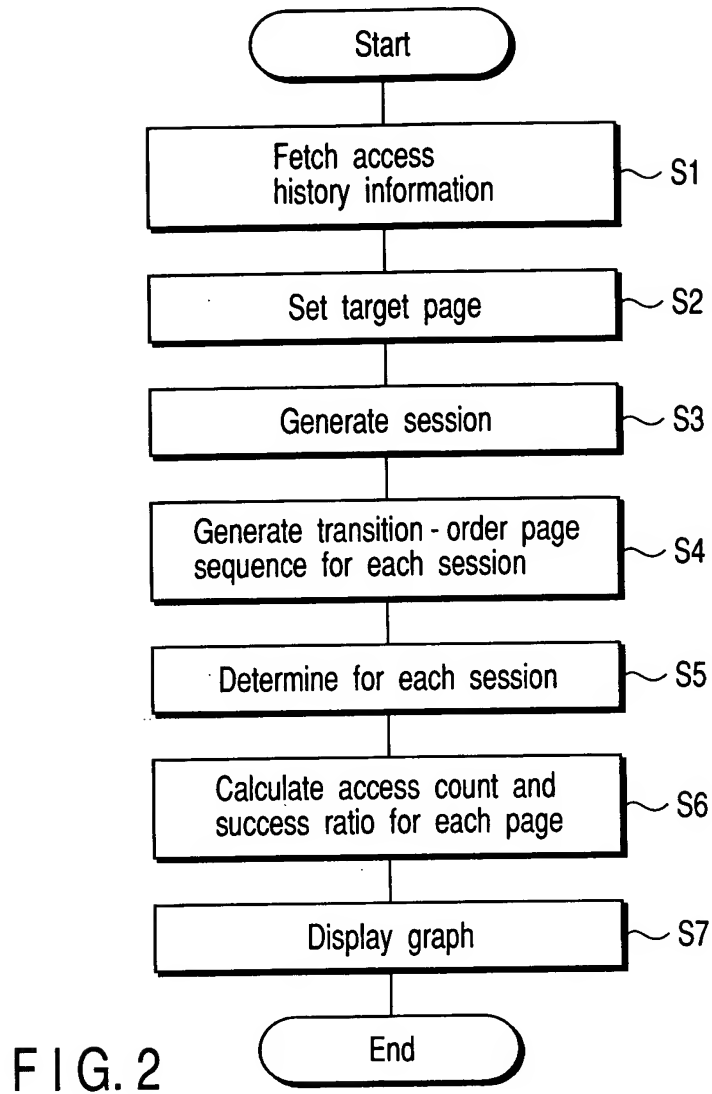 Start
Fetch access
history information
S1
Set target page
S2
Generate session
S3
Generate transition-order page
sequence for each session
S4
Determine for each session
S5
Calculate access count and
success ratio for each page
S6
Display graph
S7
End
FIG. 2